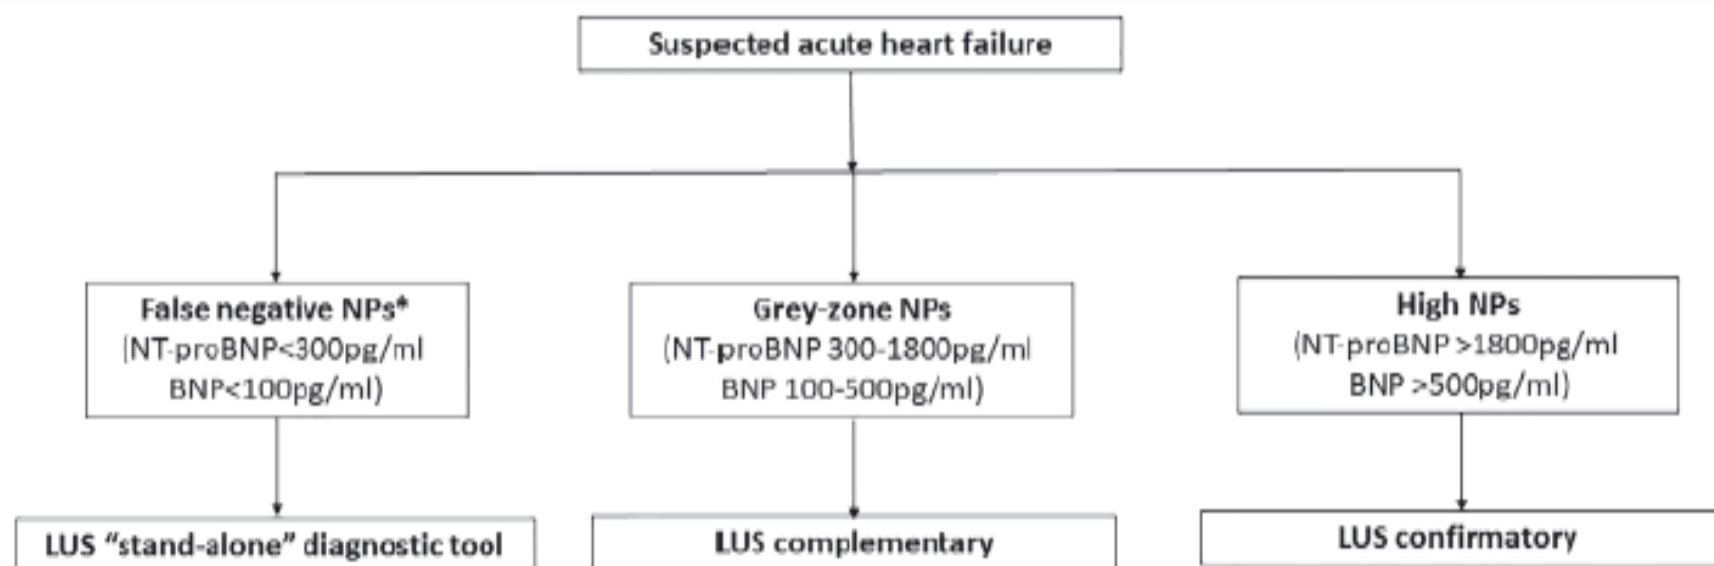 Suspected acute heart failure
False negative NPs*
(NT-proBNP<300pg/ml
BNP<100pg/ml)
Grey-zone NPs
(NT-proBNP 300-1800pg/ml
BNP 100-500pg/ml)
High NPs
(NT-proBNP >1800pg/ml
BNP >500pg/ml)
LUS “stand-alone” diagnostic tool
LUS complementary
LUS confirmatory